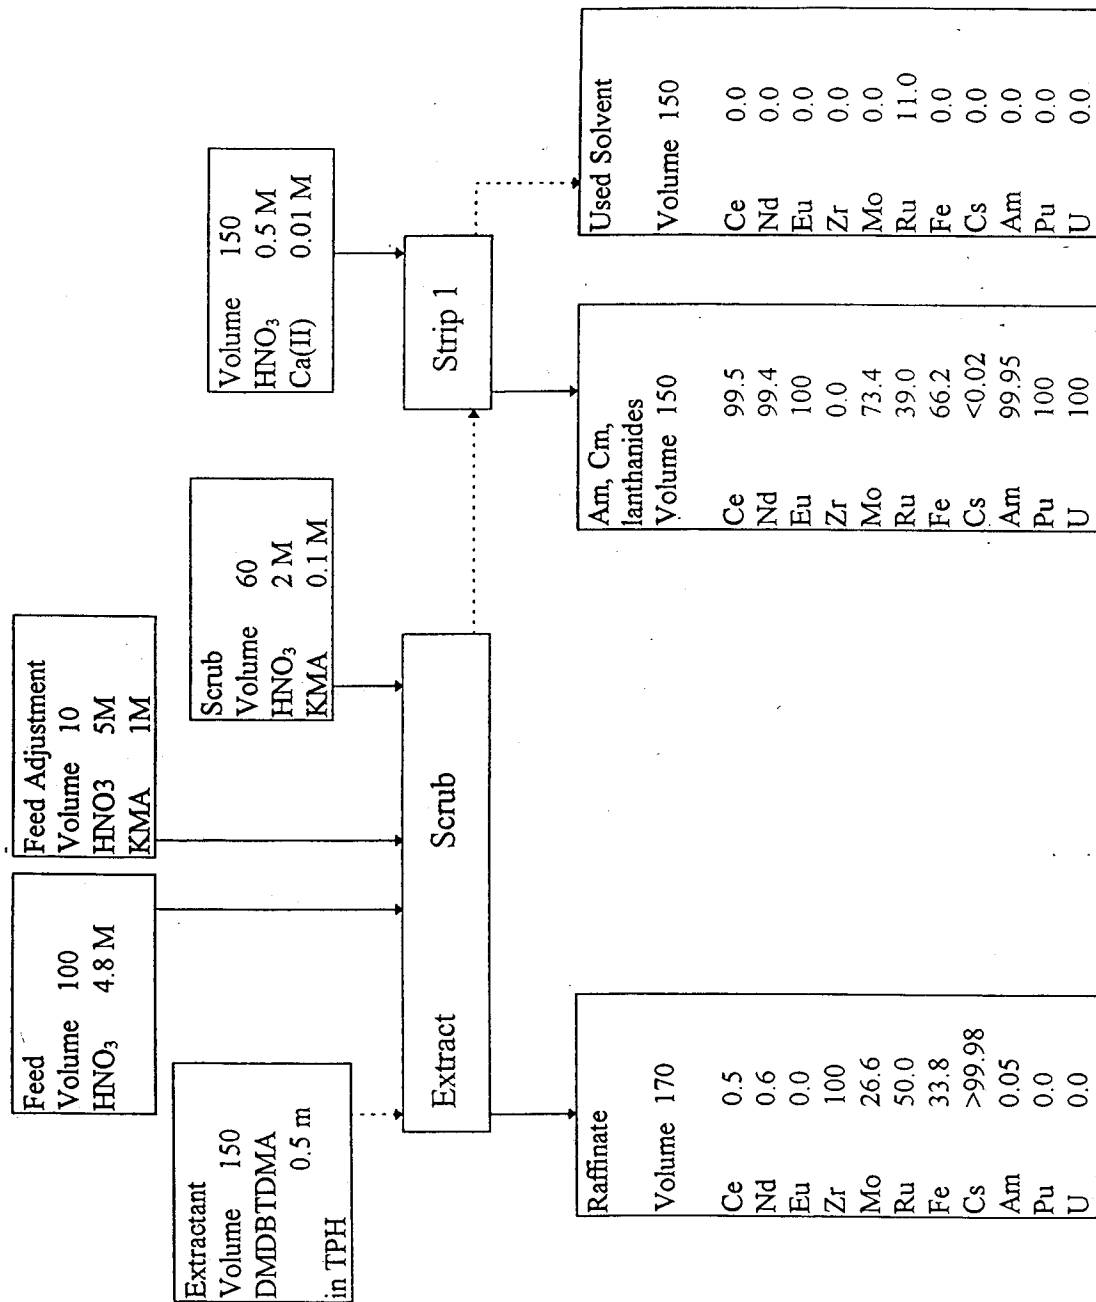 Feed
Volume 100
HNO₃ 4.8 M
Feed Adjustment
Volume 10
HNO3 5M
KMA 1M
Extractant
Volume 150
DMDBTDMA
0.5 m
in TPH
Scrub
Volume 60
HNO₃ 2 M
KMA 0.1 M
Volume 150
HNO₃ 0.5 M
Ca(II) 0.01 M
Extract Scrub
Strip 1
Raffinate
Volume 170
Ce 0.5
Nd 0.6
Eu 0.0
Zr 100
Mo 26.6
Ru 50.0
Fe 33.8
Cs >99.98
Am 0.05
Pu 0.0
U 0.0
Am, Cm,
lanthanides
Volume 150
Ce 99.5
Nd 99.4
Eu 100
Zr 0.0
Mo 73.4
Ru 39.0
Fe 66.2
Cs <0.02
Am 99.95
Pu 100
U 100
Used Solvent
Volume 150
Ce 0.0
Nd 0.0
Eu 0.0
Zr 0.0
Mo 0.0
Ru 11.0
Fe 0.0
Cs 0.0
Am 0.0
Pu 0.0
U 0.0